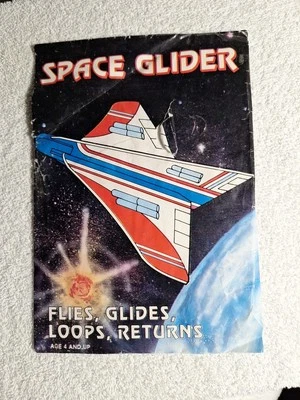 SPACE GLIDER
FLIES, GLIDES,
LOOPS, RETURNS
AGE 4 AND UP